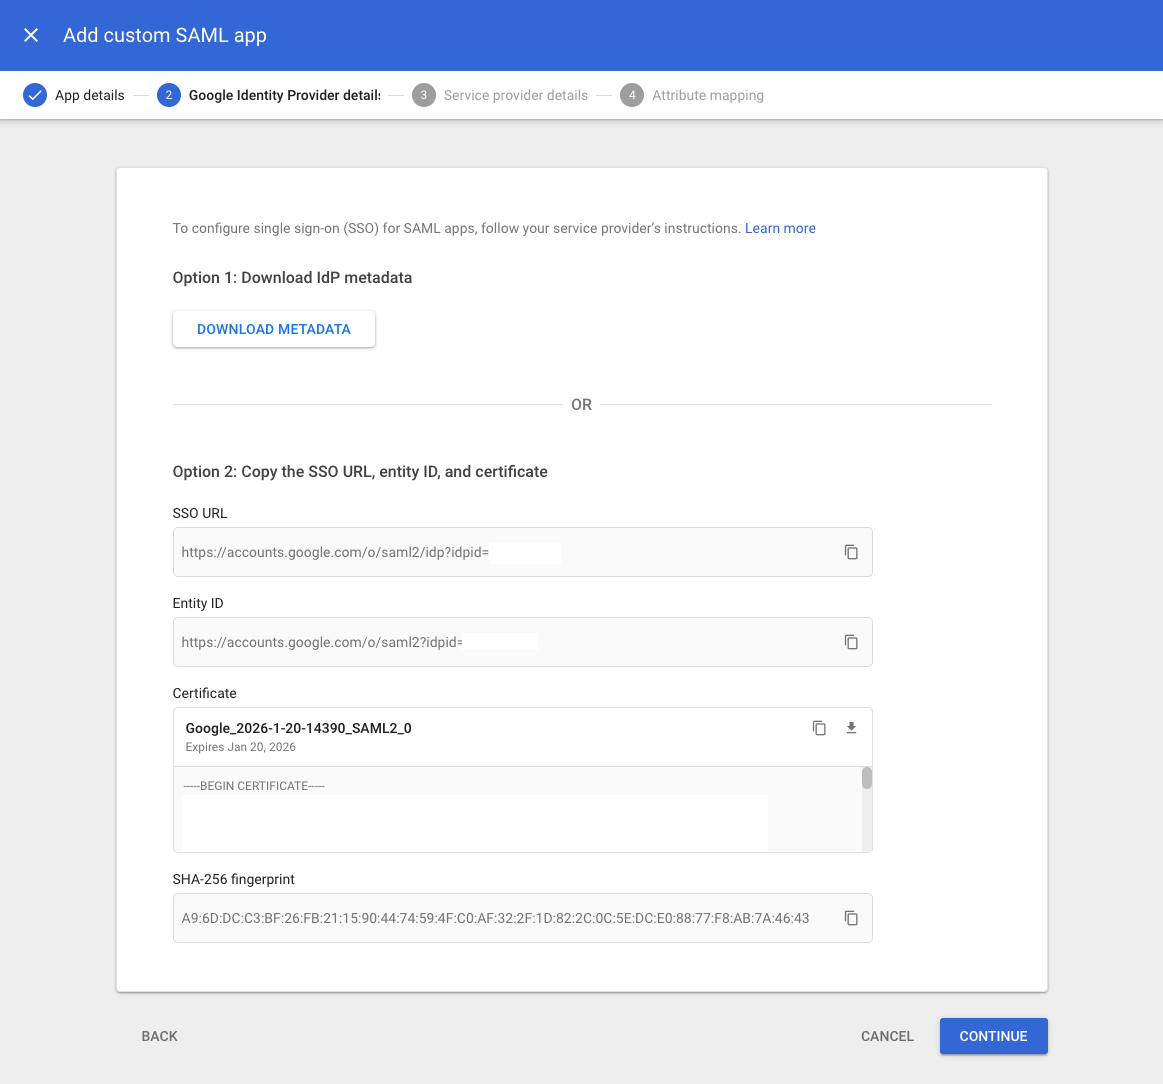 Add custom SAML app
App details
2
Google Identity Provider details
3
Service provider details
4
Attribute mapping
To configure single sign-on (SSO) for SAML apps, follow your service provider's instructions. Learn more
Option 1: Download IdP metadata
DOWNLOAD METADATA
OR
Option 2: Copy the SSO URL, entity ID, and certificate
SSO URL
https://accounts.google.com/o/saml2/idp?idpid=
Entity ID
https://accounts.google.com/o/saml2?idpid=
Certificate
Google_2026-1-20-14390_SAML2_0
Expires Jan 20, 2026
-----BEGIN CERTIFICATE-----
SHA-256 fingerprint
A9:6D:DC:C3:BF:26:FB:21:15:90:44:74:59:4F:C0:AF:32:2F:1D:82:2C:0C:5E:DC:E0:88:77:F8:AB:7A:46:43
BACK
CANCEL
CONTINUE